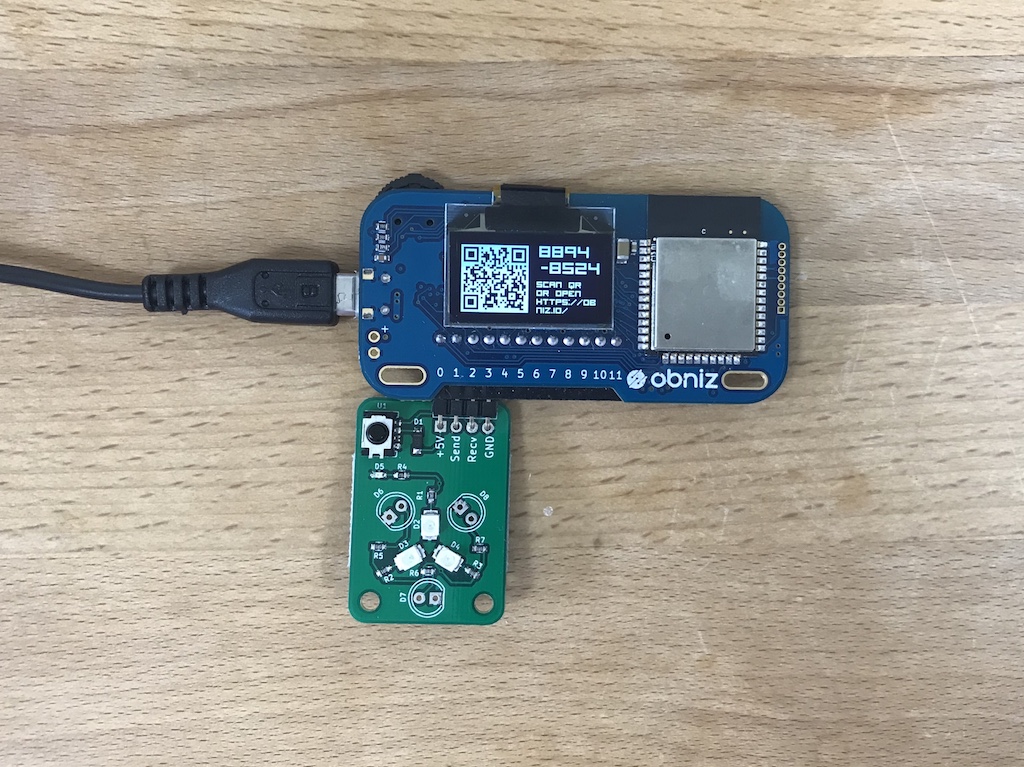 8894
-8524
SCAN QR
OR OPEN
HTTPS://OB
NIZ.IO/
+
0 1 2 3 4 5 6 7 8 9 10 11 obniz
C
U1
D1
+5V
Send
Recv
GND
D5 R4
D6
R1
D8
D2
R5
D3
D4
R7
R2
R6
R3
D7